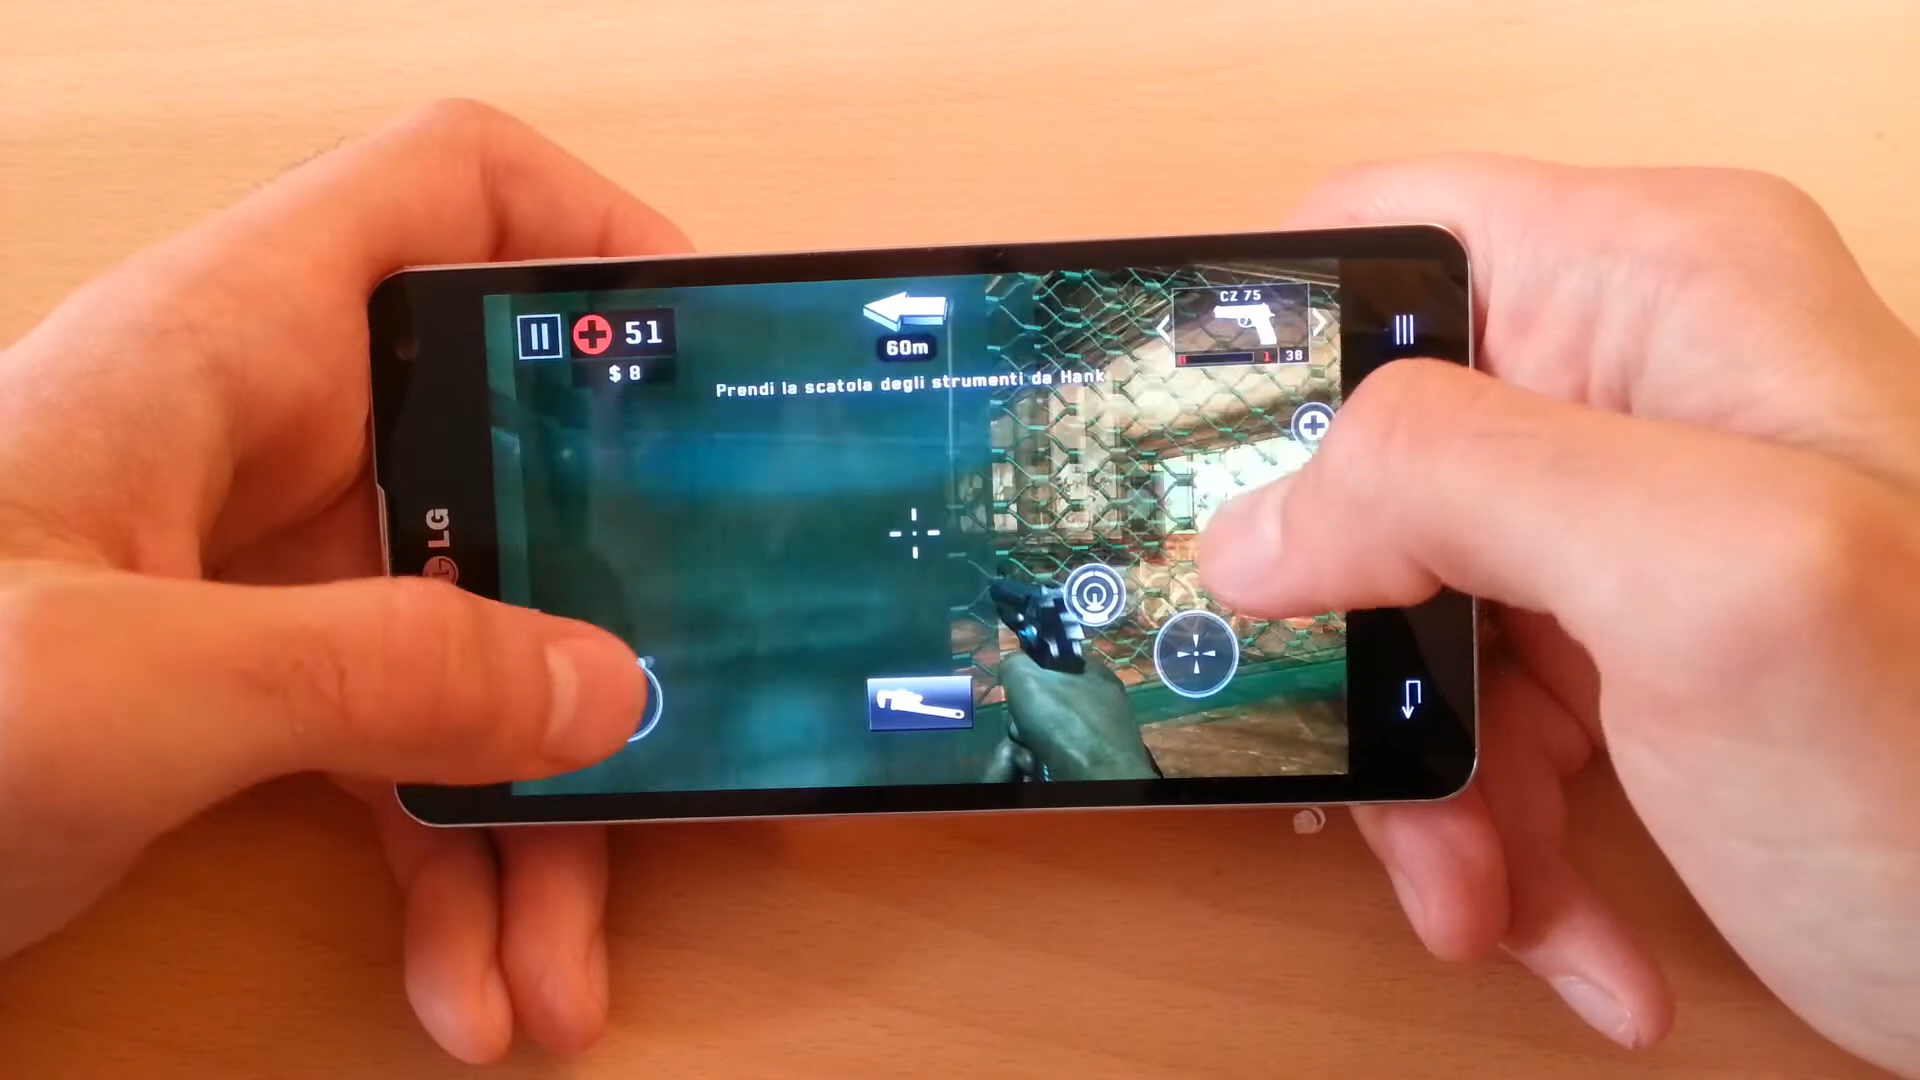 51
$ 8
60m
CZ 75
1 38
Prendi la scatola degli strumenti da Hank
LG